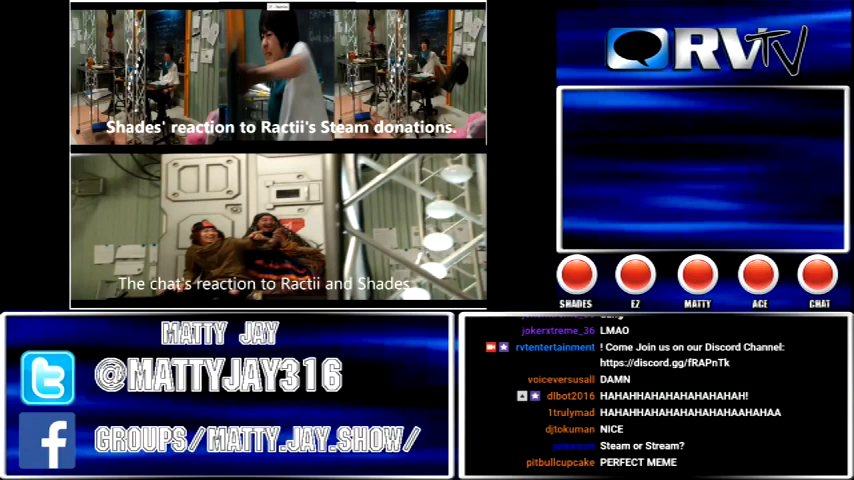 RVTV
Shades' reaction to Ractii's Steam donations.
The chat's reaction to Ractii and Shades
SHADES
EZ
MATTY
ACE
CHAT
MATTY JAY
@MATTYJAY316
GROUPS/MATTY.JAY.SHOW/
jokerxtreme_36 LMAO
rvtentertainment ! Come Join us on our Discord Channel:
https://discord.gg/fRAPnTk
voiceversusall DAMN
dlbot2016 HAHAHHAHAHAHAHAHAHAH!
1trulymad HAHAHHAHAHAHAHAHAHAAHAHAA
djtokuman NICE
Steam or Stream?
pitbullcupcake PERFECT MEME